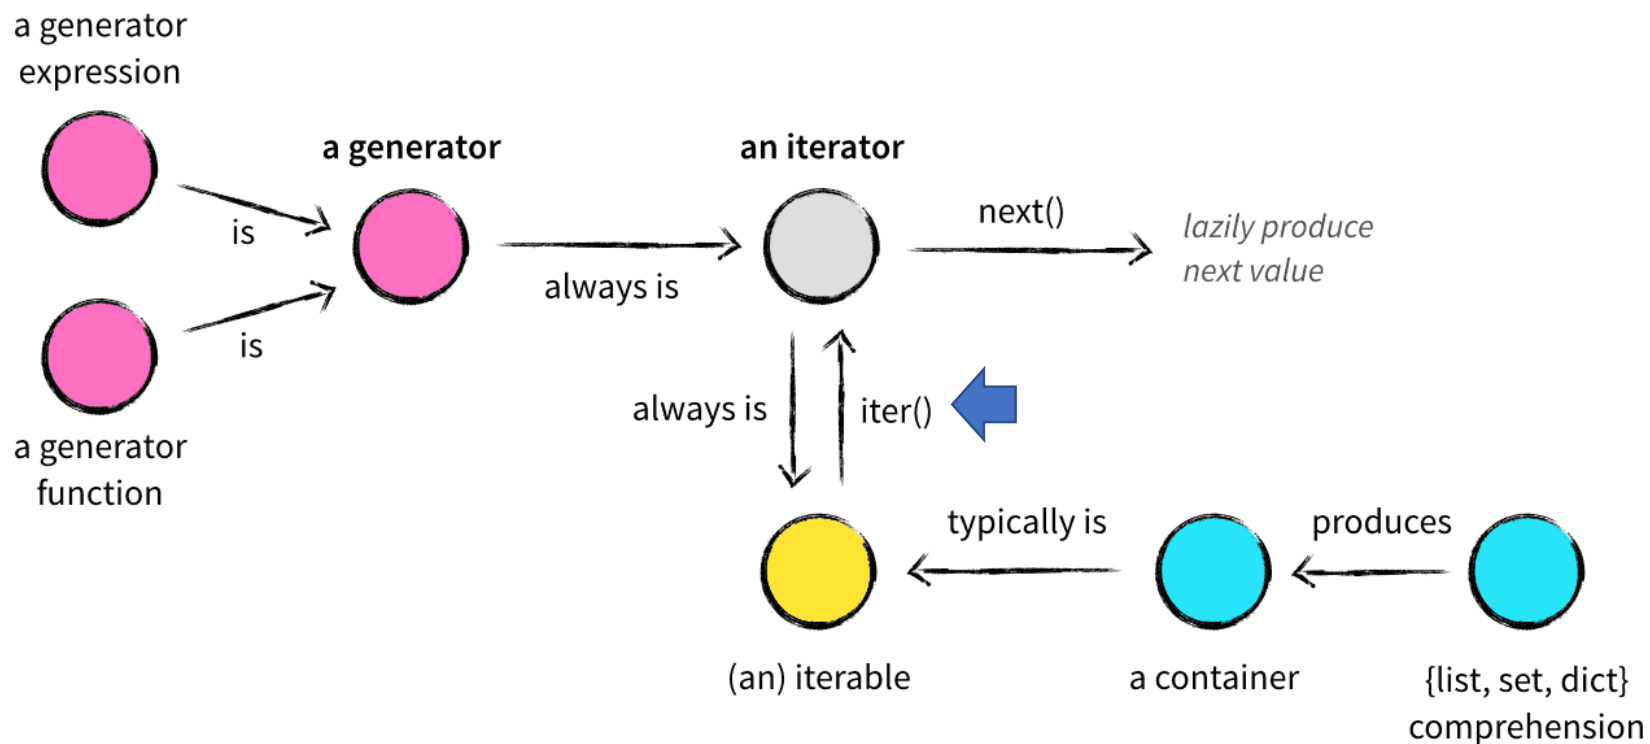 a generator
expression
a generator
an iterator
next()
is
lazily produce
next value
always is
is
always is
iter()
a generator
function
typically is
produces
(an) iterable
a container
{list, set, dict}
comprehension